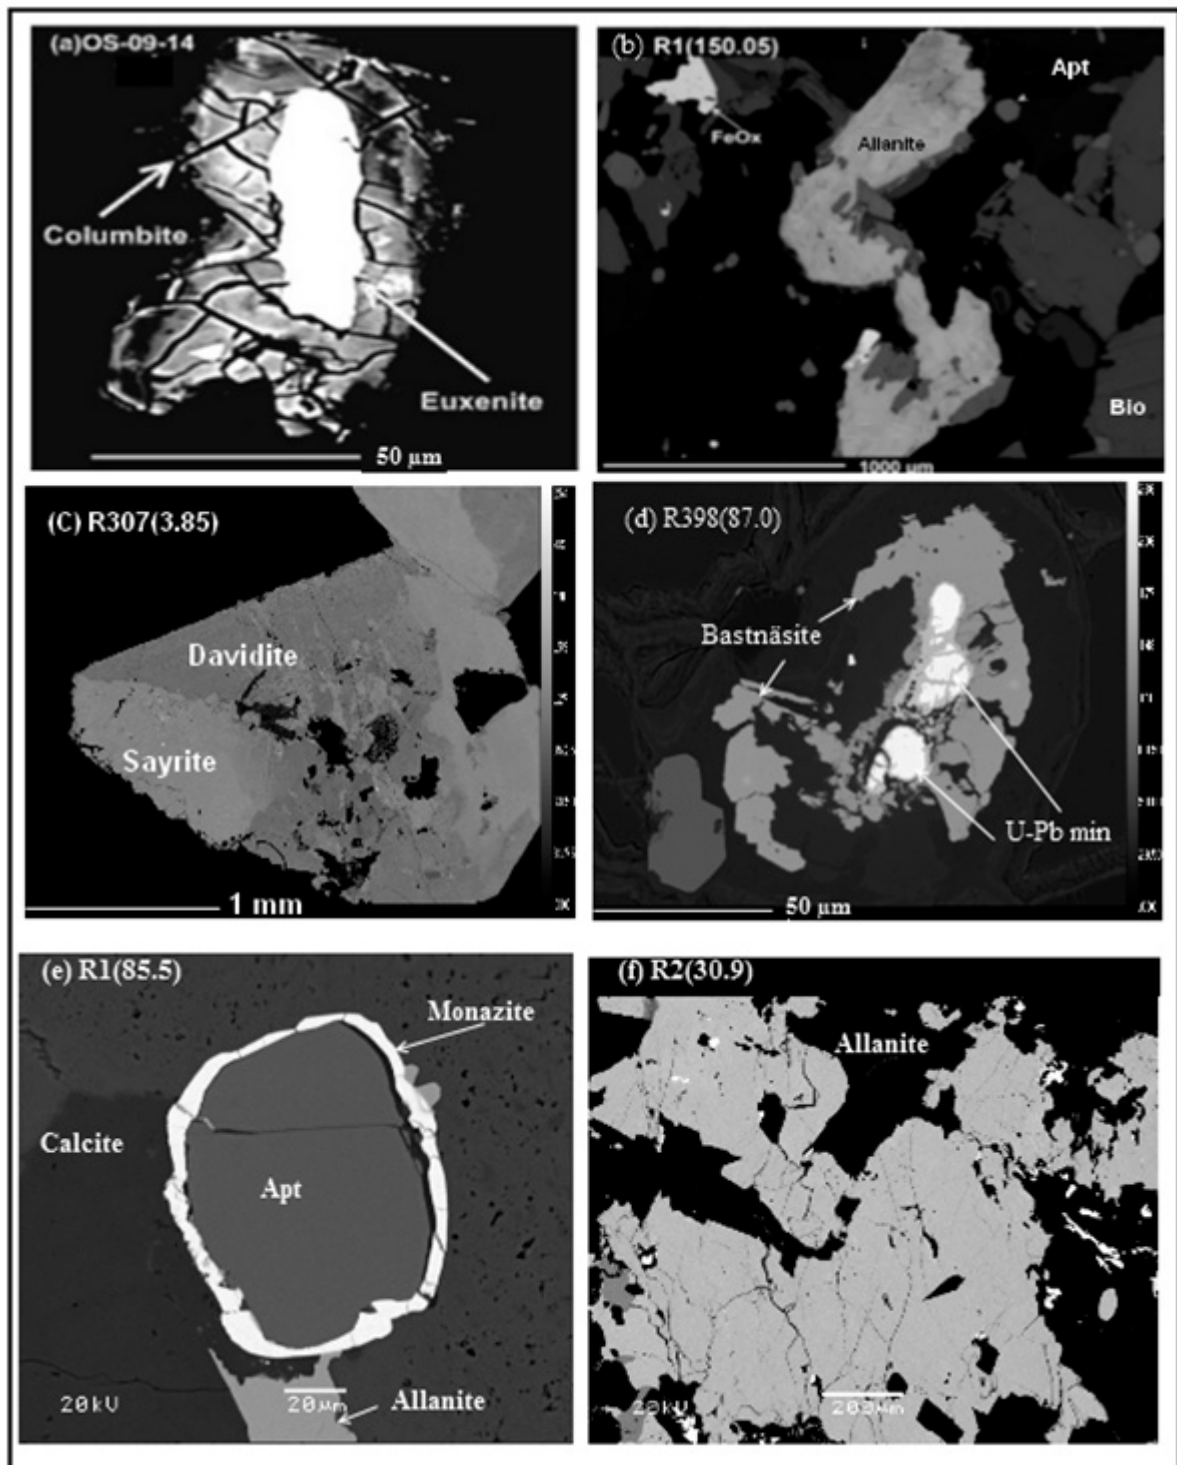 (a)OS-09-14
Columbite
Euxenite
50 µm
(b) R1(150.05)
Apt
FeOx
Allanite
Bio
1000 µm
(C) R307(3.85)
Davidite
Sayrite
1 mm
(d) R398(87.0)
Bastnäsite
U-Pb min
50 µm
(e) R1(85.5)
Monazite
Calcite
Apt
20kV
20µm
Allanite
(f) R2(30.9)
Allanite
20kV
200µm